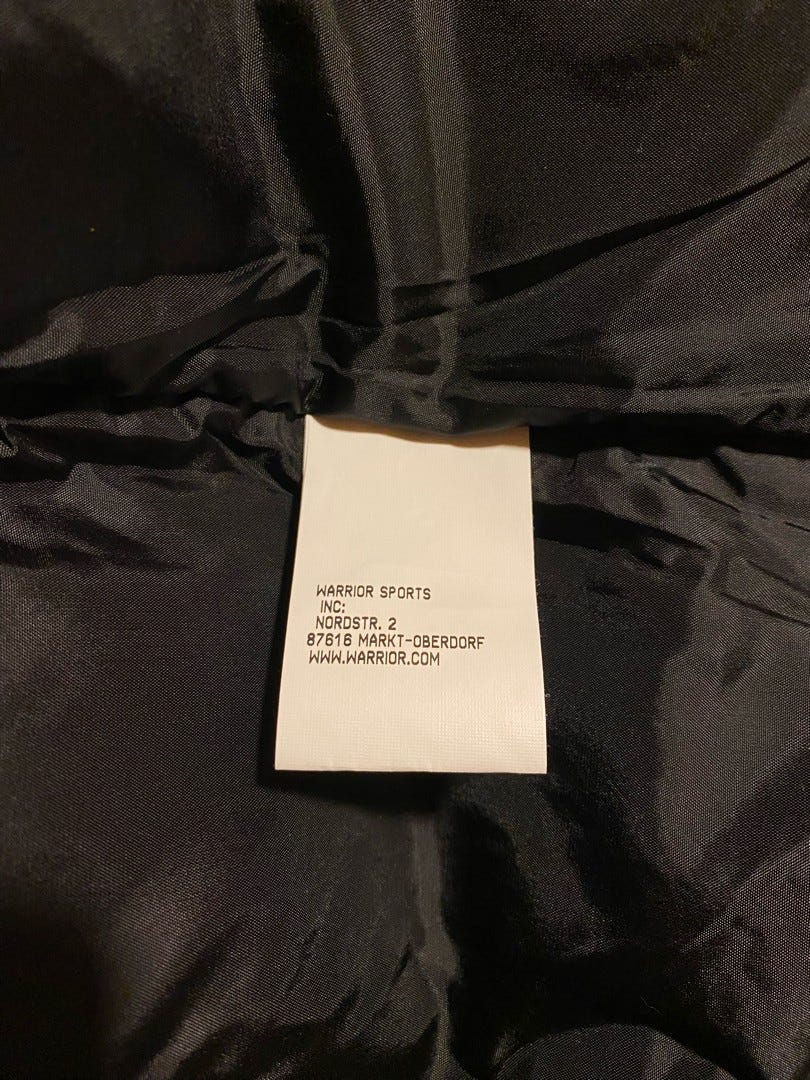 WARRIOR SPORTS
INC:
NORDSTR. 2
87616 MARKT-OBERDORF
WWW.WARRIOR.COM